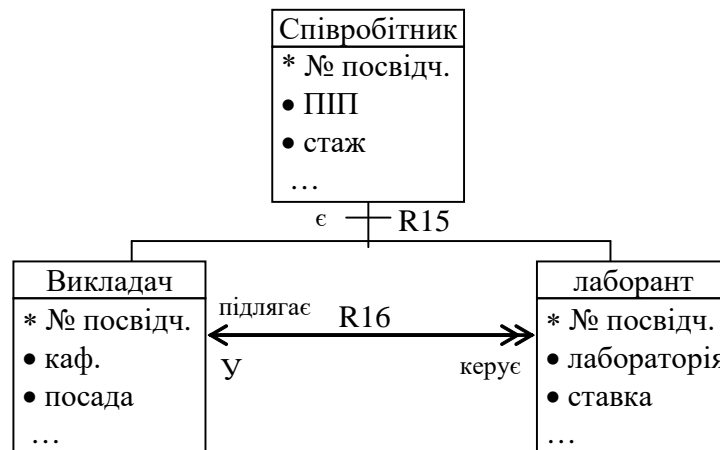 Співробітник
* № посвідч.
• ПІП
• стаж
…
є
R15
Викладач
* № посвідч.
• каф.
• посада
…
підлягає
R16
У
керує
лаборант
* № посвідч.
• лабораторія
• ставка
…